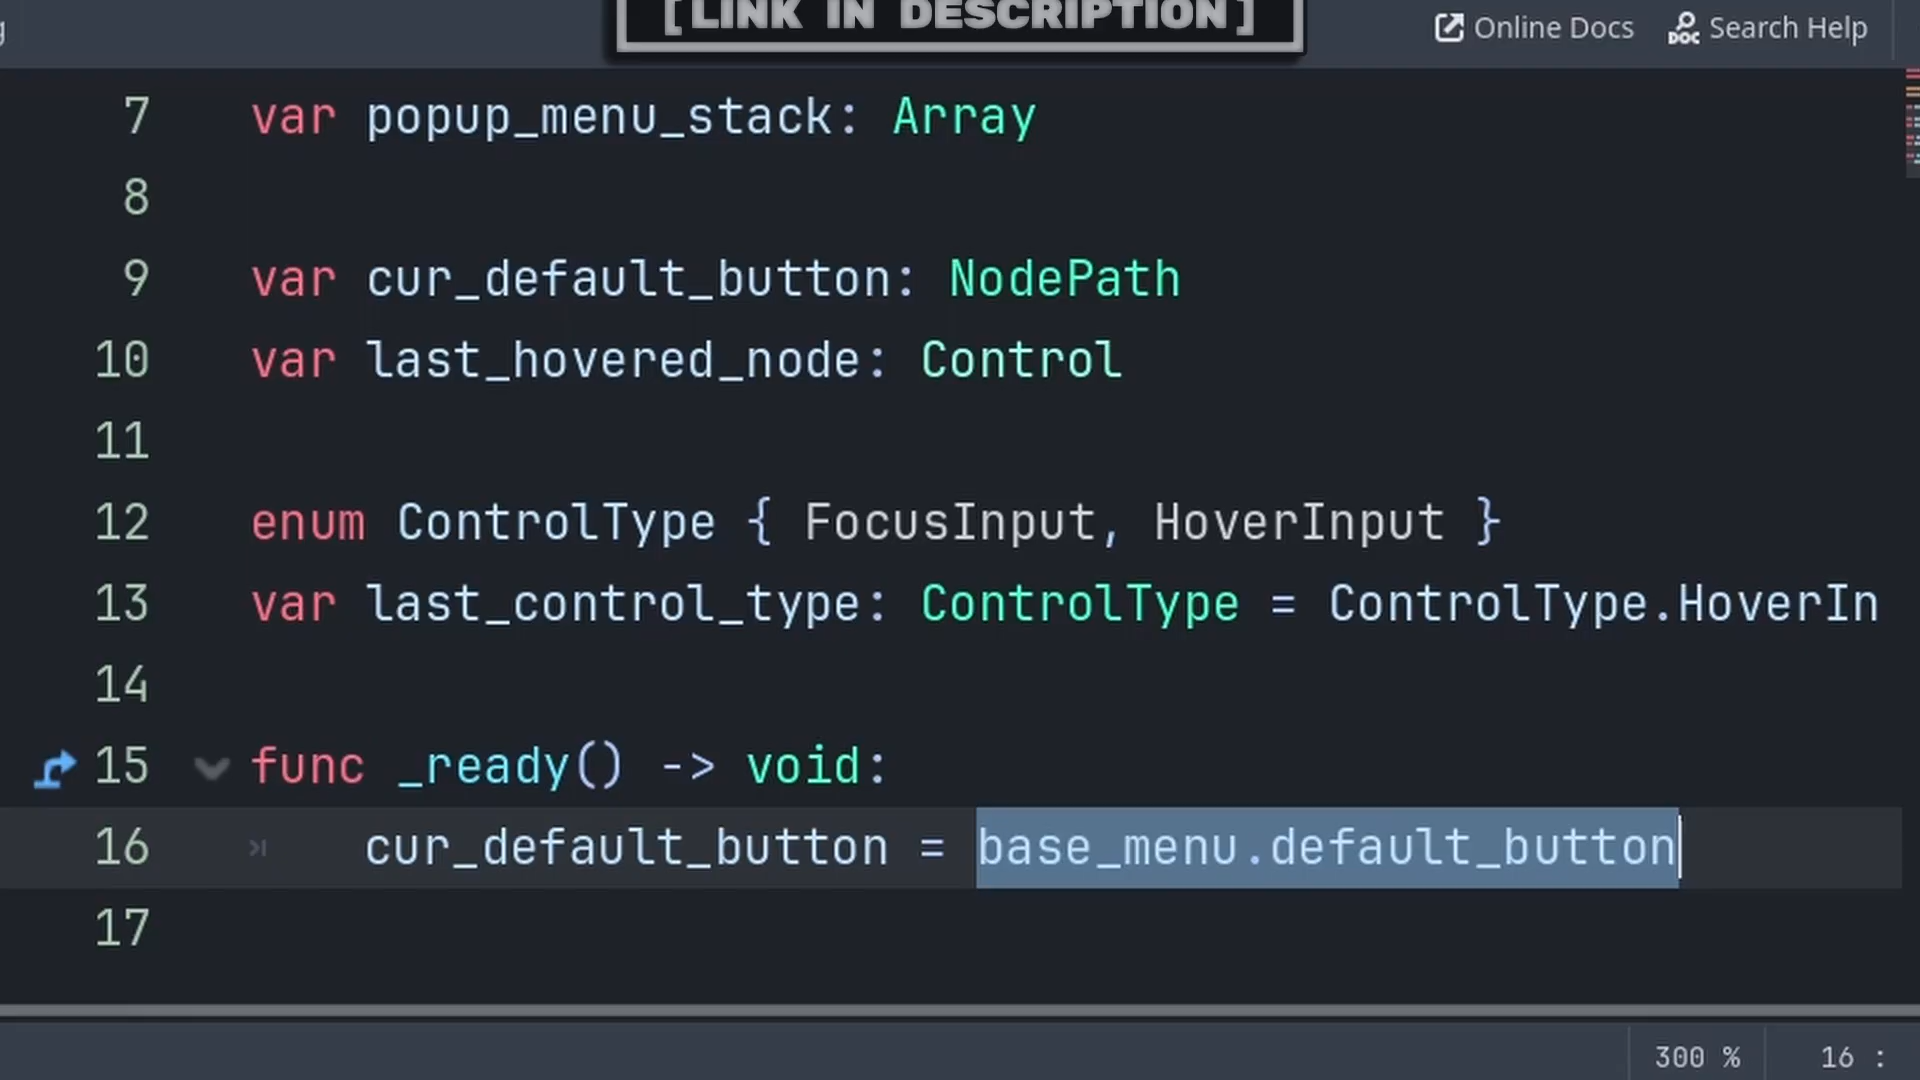 [LINK IN DESCRIPTION]
Online Docs
DOC Search Help
7 var popup_menu_stack: Array
8
9 var cur_default_button: NodePath
10 var last_hovered_node: Control
11
12 enum ControlType { FocusInput, HoverInput }
13 var last_control_type: ControlType = ControlType.HoverIn
14
15 func _ready() -> void:
16 cur_default_button = base_menu.default_button
17
300 % 16 :